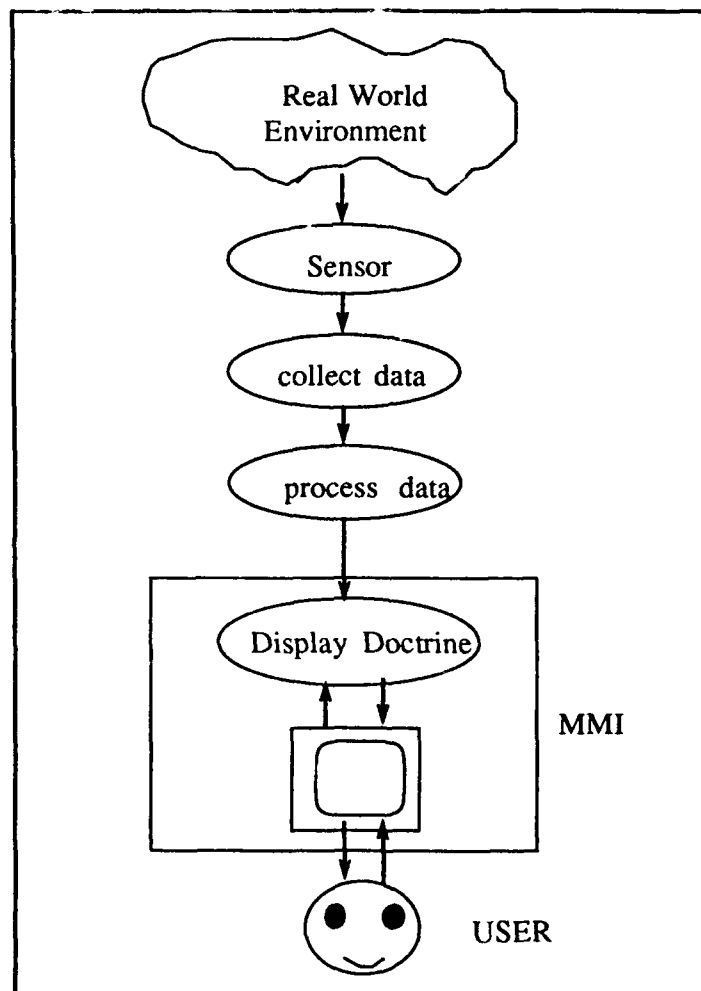 Real World
Environment
Sensor
collect data
process data
Display Doctrine
MMI
USER